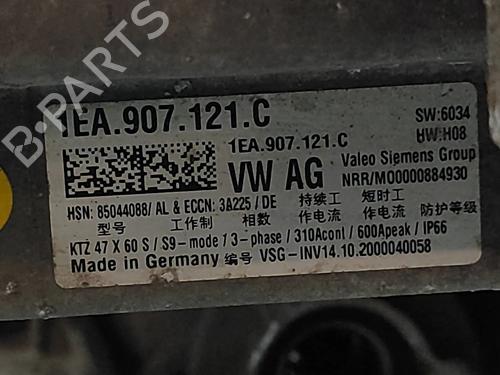 B-PARTS
1EA.907.121.C
SW:6034
1EA.907.121.C
HW:H08
VW AG
Valeo Siemens Group
NRR/M00000884930
HSN: 85044088/ AL & ECCN: 3A225 / DE
持续工 短时工
型号 工作制 相数 作电流 作电流 防护等级
KTZ 47 X 60 S / S9-mode / 3-phase / 310Acont / 600Apeak / IP66
Made in Germany 编号 VSG-INV14.10.2000040058